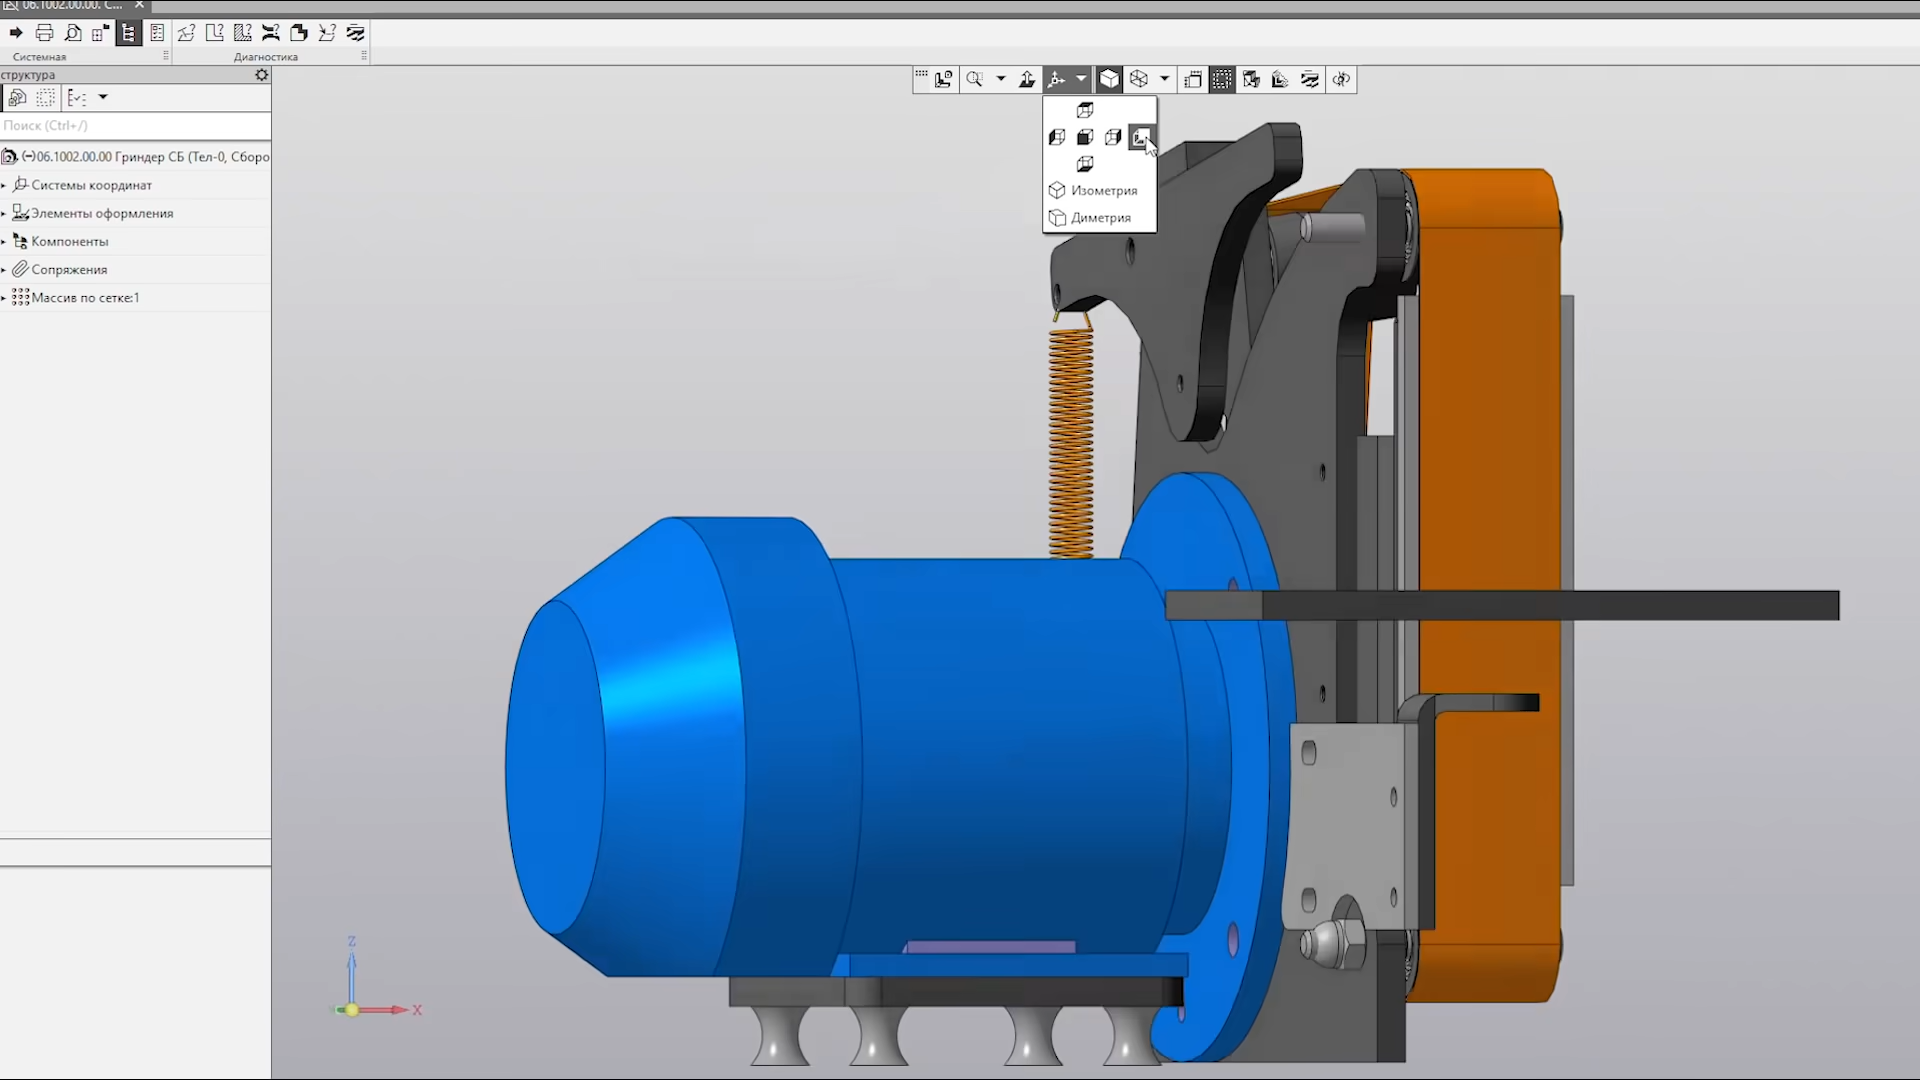 06.1002.00.00. С...
Системная
Диагностика
структура
Поиск (Ctrl+/)
(-)06.1002.00.00 Гриндер СБ (Тел-0, Сборо
Системы координат
Элементы оформления
Компоненты
Сопряжения
Массив по сетке:1
Изометрия
Диметрия
Z
X